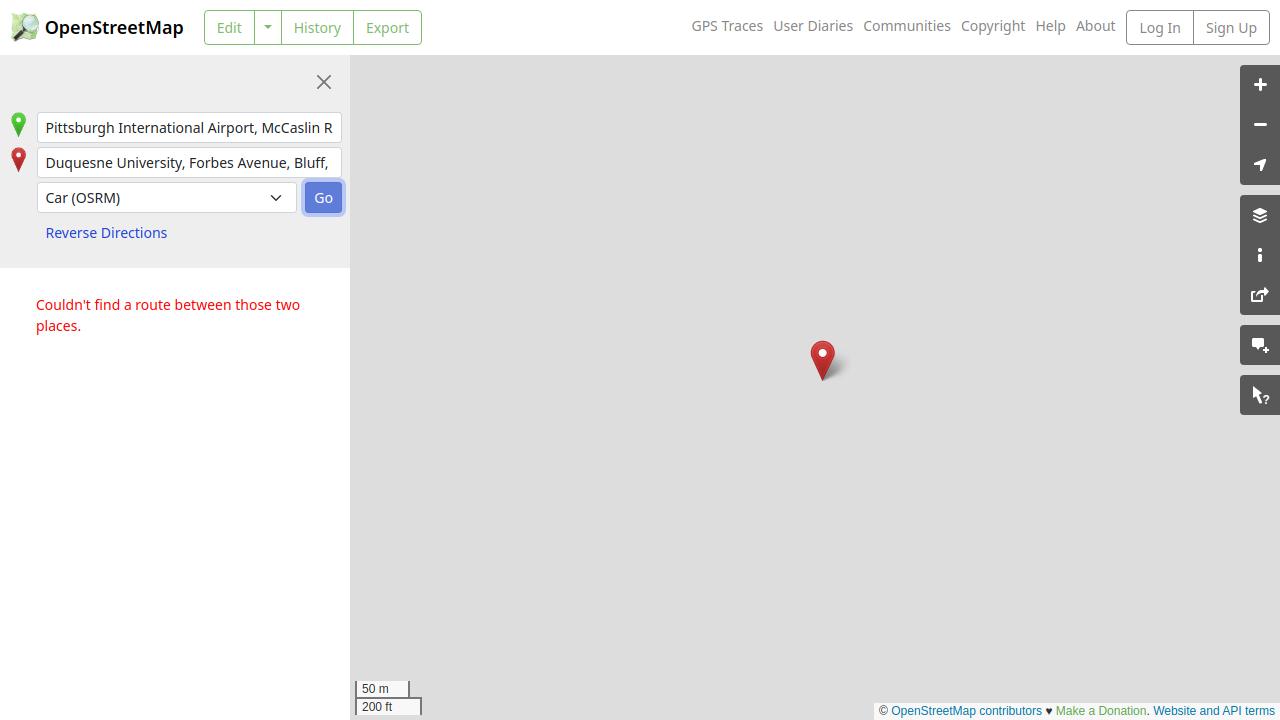 OpenStreetMap
Edit
History
Export
GPS Traces
User Diaries
Communities
Copyright
Help
About
Log In
Sign Up
Pittsburgh International Airport, McCaslin R
Duquesne University, Forbes Avenue, Bluff,
Car (OSRM)
Go
Reverse Directions
Couldn't find a route between those two
places.
50 m
200 ft
© OpenStreetMap contributors ♥ Make a Donation. Website and API terms